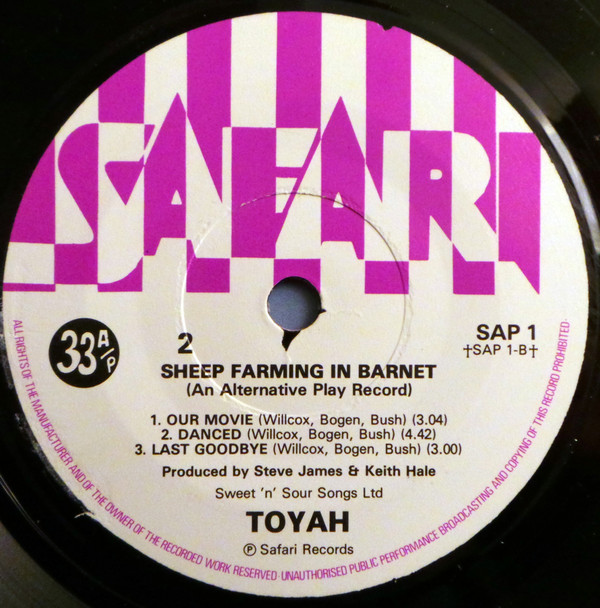 SAFARI
33 A/P
2
SAP 1
†SAP 1-B†
SHEEP FARMING IN BARNET
(An Alternative Play Record)
1. OUR MOVIE (Willcox, Bogen, Bush) (3.04)
2. DANCED (Willcox, Bogen, Bush) (4.42)
3. LAST GOODBYE (Willcox, Bogen, Bush) (3.00)
Produced by Steve James & Keith Hale
Sweet 'n' Sour Songs Ltd
TOYAH
℗ Safari Records
ALL RIGHTS OF THE MANUFACTURER AND OF THE OWNER OF THE RECORDED WORK RESERVED · UNAUTHORISED PUBLIC PERFORMANCE BROADCASTING AND COPYING OF THIS RECORD PROHIBITED ·